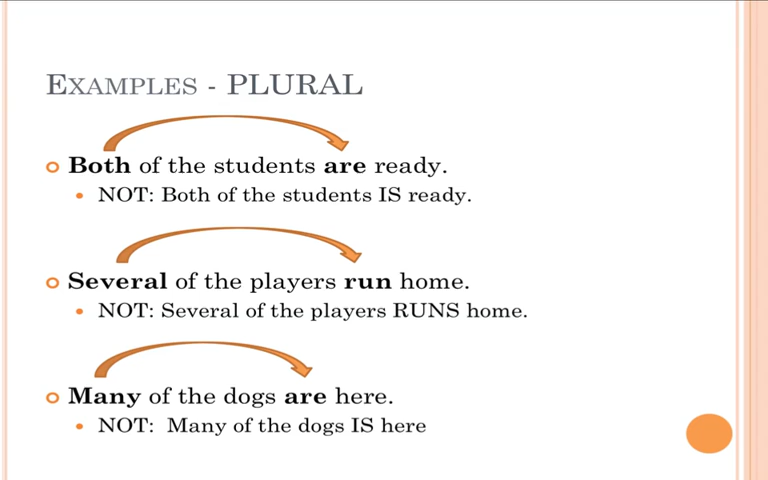 EXAMPLES - PLURAL
Both of the students are ready.
NOT: Both of the students IS ready.
Several of the players run home.
NOT: Several of the players RUNS home.
Many of the dogs are here.
NOT: Many of the dogs IS here